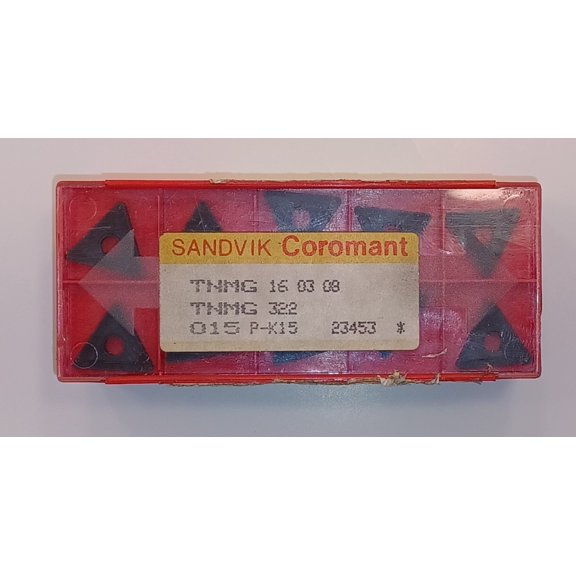 SANDVIK Coromant
TNMG 16 03 08
TNMG 322
015 P-K15 23453 *